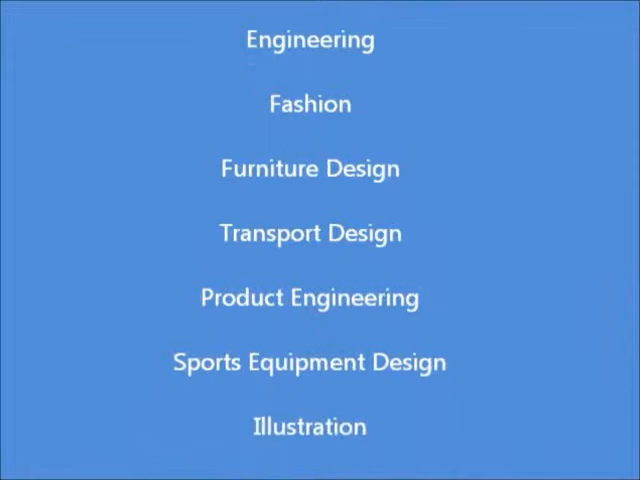 Engineering
Fashion
Furniture Design
Transport Design
Product Engineering
Sports Equipment Design
Illustration